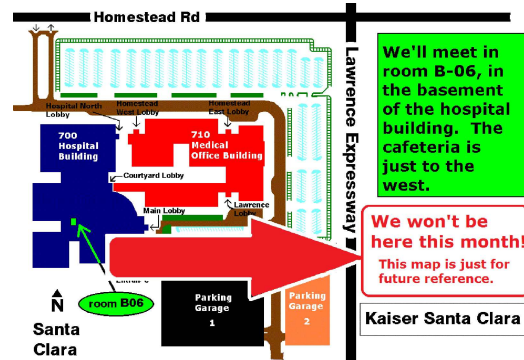 Homestead Rd
Lawrence Expressway
We'll meet in
room B-06, in
the basement
of the hospital
building. The
cafeteria is
just to the
west.
Hospital North
Lobby
Homestead
West Lobby
Homestead
East Lobby
700
Hospital
Building
710
Medical
Office Building
Courtyard Lobby
Main Lobby
Lawrence
Lobby
We won't be
here this month!
This map is just for
future reference.
N
room B06
Parking
Garage
1
Parking
Garage
2
Santa
Clara
Kaiser Santa Clara